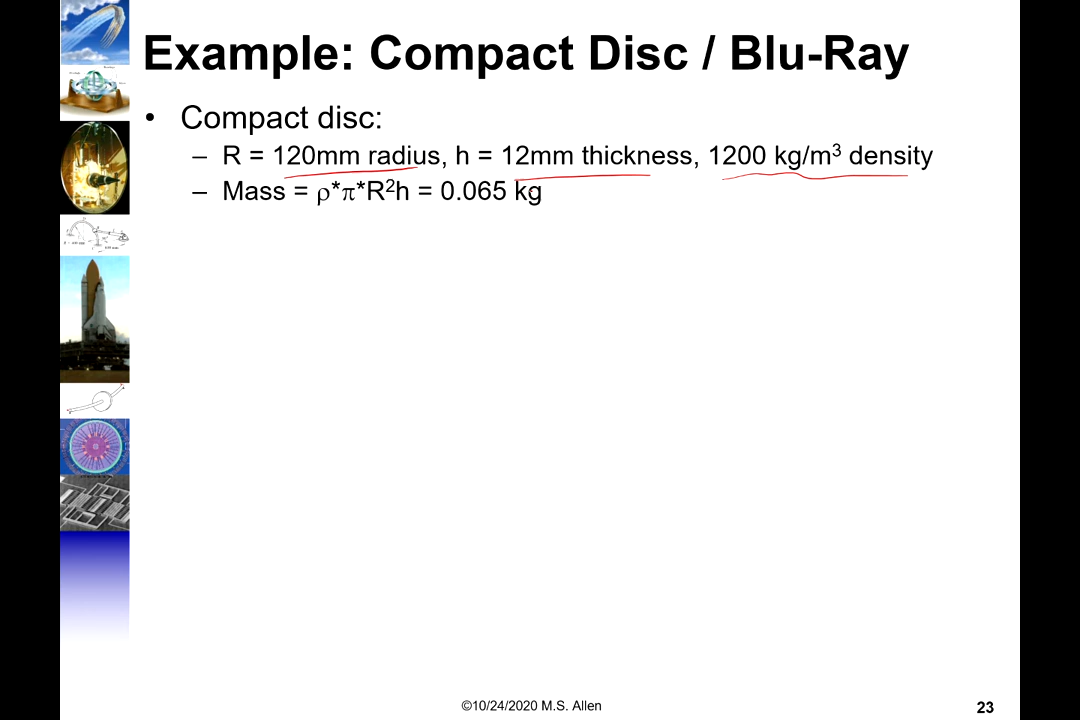 Example: Compact Disc / Blu-Ray
• Compact disc:
– R = 120mm radius, h = 12mm thickness, 1200 kg/m³ density
– Mass = ρ*π*R²h = 0.065 kg
©10/24/2020 M.S. Allen
23